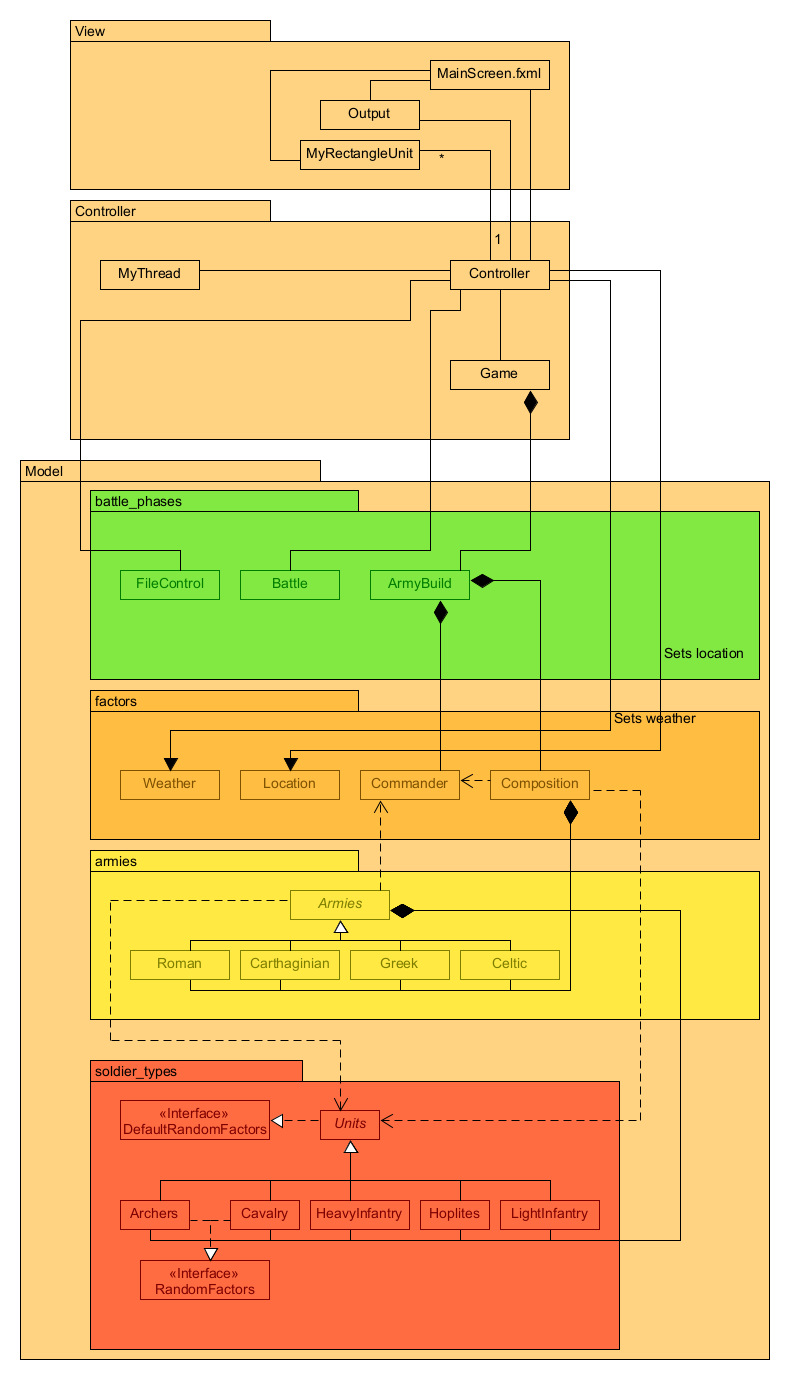 View
MainScreen.fxml
Output
MyRectangleUnit
*
Controller
1
MyThread
Controller
Game
Model
battle_phases
FileControl
Battle
ArmyBuild
Sets location
factors
Sets weather
Weather
Location
Commander
Composition
armies
Armies
Roman
Carthaginian
Greek
Celtic
soldier_types
«Interface»
DefaultRandomFactors
Units
Archers
Cavalry
HeavyInfantry
Hoplites
LightInfantry
«Interface»
RandomFactors